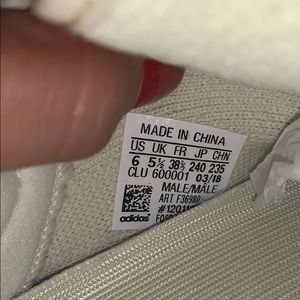 MADE IN CHINA
US UK FR JP CHN
6 5½ 38⅔ 240 235
CLU 600001 03/18
MALE/MÂLE
ART F36980
adidas